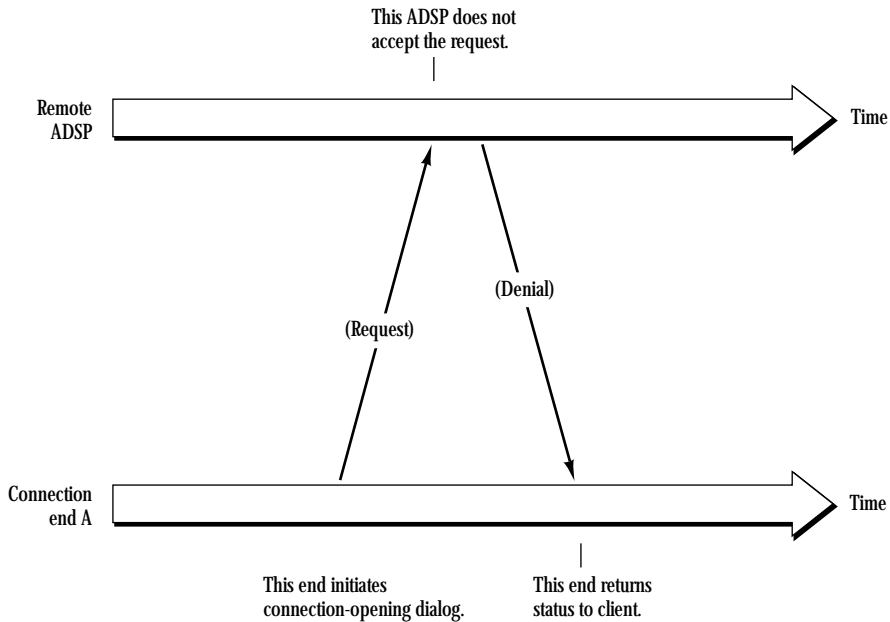 This ADSP does not
accept the request.
Remote
ADSP
Time
(Denial)
(Request)
Connection
end A
Time
This end initiates
connection-opening dialog.
This end returns
status to client.